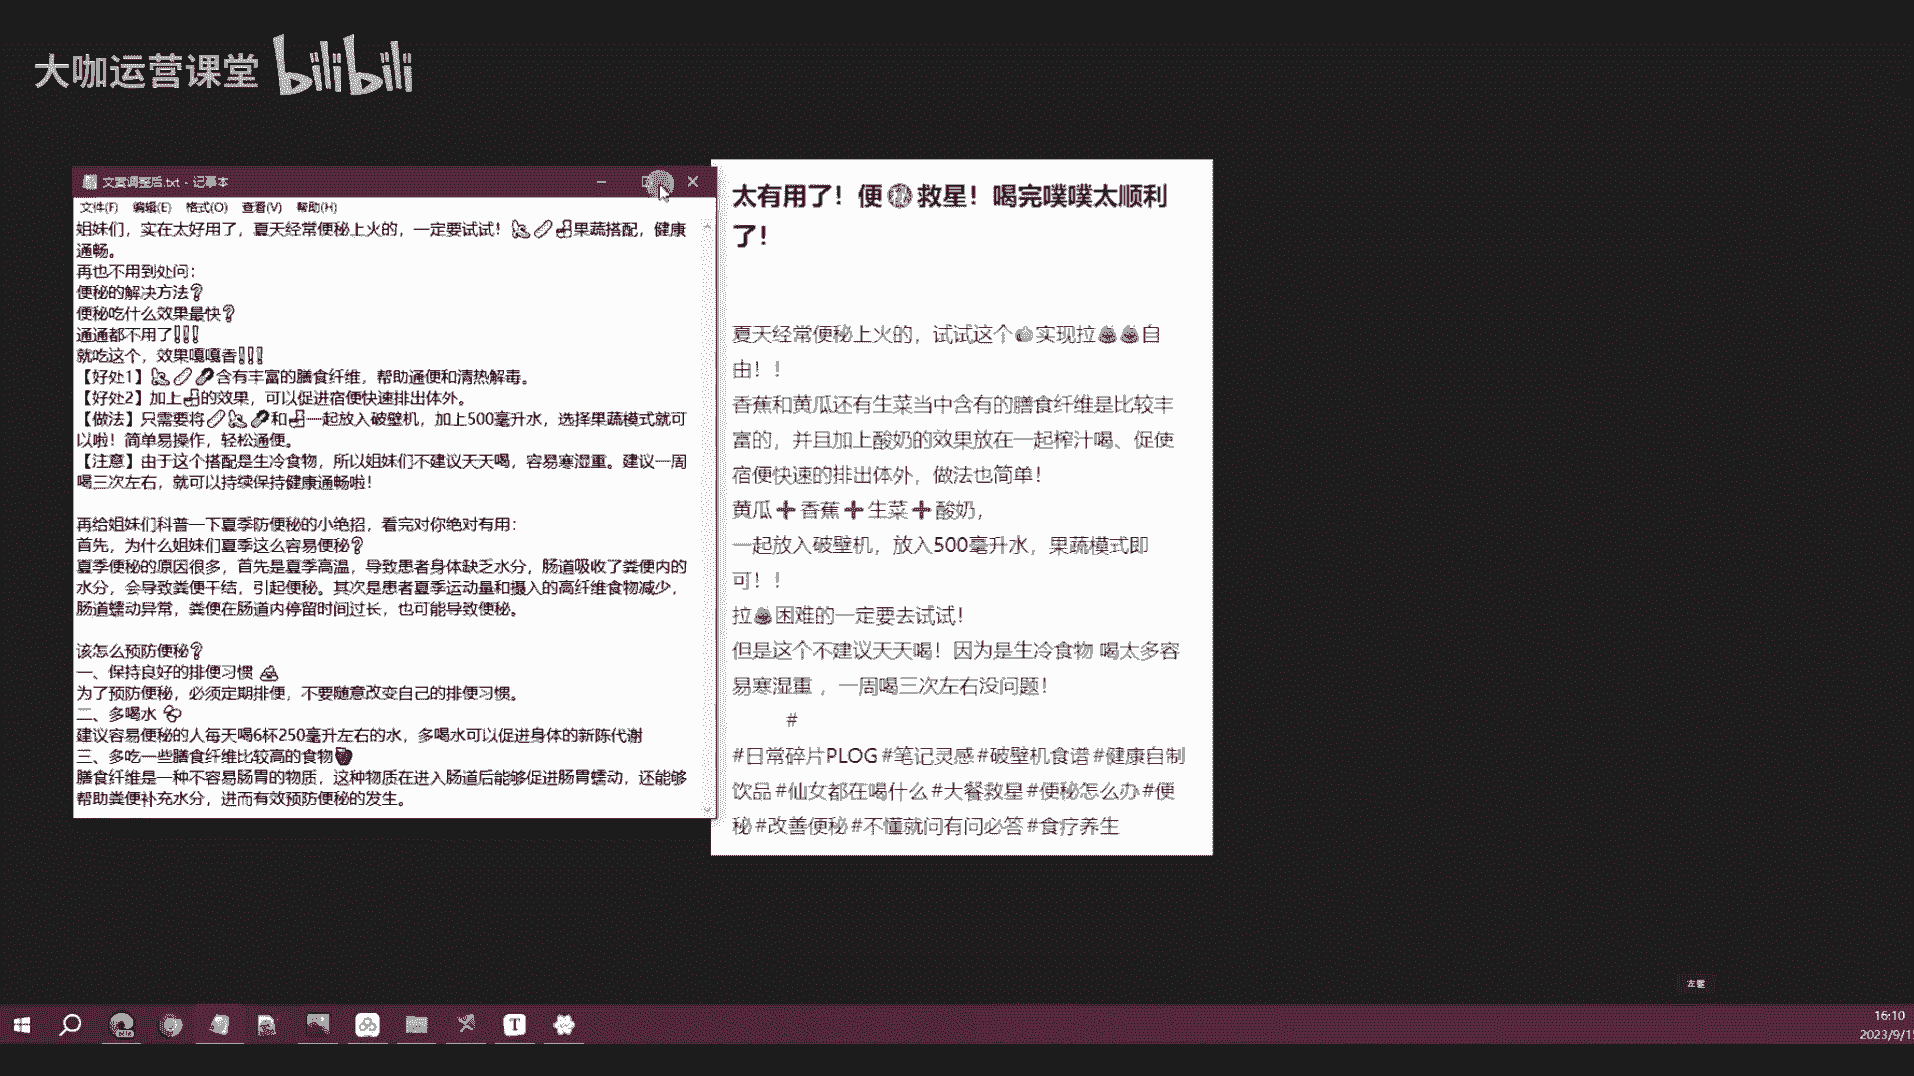 大咖运营课堂 bilibili
文案调整后.txt - 记事本
文件(F) 编辑(E) 格式(O) 查看(V) 帮助(H)
姐妹们，实在太好用了，夏天经常便秘上火的，一定要试试！果蔬搭配，健康
通畅。
再也不用到处问：
便秘的解决方法❓
便秘吃什么效果最快❓
通通都不用了❗❗❗
就吃这个，效果嘎嘎香❗❗❗
【好处1】含有丰富的膳食纤维，帮助通便和清热解毒。
【好处2】加上的效果，可以促进宿便快速排出体外。
【做法】只需要将和一起放入破壁机，加上500毫升水，选择果蔬模式就可
以啦！简单易操作，轻松通便。
【注意】由于这个搭配是生冷食物，所以姐妹们不建议天天喝，容易寒湿重。建议一周
喝三次左右，就可以持续保持健康通畅啦！
再给姐妹们科普一下夏季防便秘的小绝招，看完对你绝对有用：
首先，为什么姐妹们夏季这么容易便秘❓
夏季便秘的原因很多，首先是夏季高温，导致患者身体缺乏水分，肠道吸收了粪便内的
水分，会导致粪便干结，引起便秘。其次是患者夏季运动量和摄入的高纤维食物减少，
肠道蠕动异常，粪便在肠道内停留时间过长，也可能导致便秘。
该怎么预防便秘❓
一、保持良好的排便习惯
为了预防便秘，必须定期排便，不要随意改变自己的排便习惯。
二、多喝水
建议容易便秘的人每天喝6杯250毫升左右的水，多喝水可以促进身体的新陈代谢
三、多吃一些膳食纤维比较高的食物
膳食纤维是一种不容易肠胃的物质，这种物质在进入肠道后能够促进肠胃蠕动，还能够
帮助粪便补充水分，进而有效预防便秘的发生。
太有用了！便㊙救星！喝完噗噗太顺利
了！
夏天经常便秘上火的，试试这个实现拉💩💩自
由！！
香蕉和黄瓜还有生菜当中含有的膳食纤维是比较丰
富的，并且加上酸奶的效果放在一起榨汁喝、促使
宿便快速的排出体外，做法也简单！
黄瓜➕香蕉➕生菜➕酸奶，
一起放入破壁机，放入500毫升水，果蔬模式即
可！！
拉💩困难的一定要去试试！
但是这个不建议天天喝！因为是生冷食物 喝太多容
易寒湿重 ，一周喝三次左右没问题！
#
#日常碎片PLOG#笔记灵感#破壁机食谱#健康自制
饮品#仙女都在喝什么#大餐救星#便秘怎么办#便
秘#改善便秘#不懂就问有问必答#食疗养生
左键
16:10